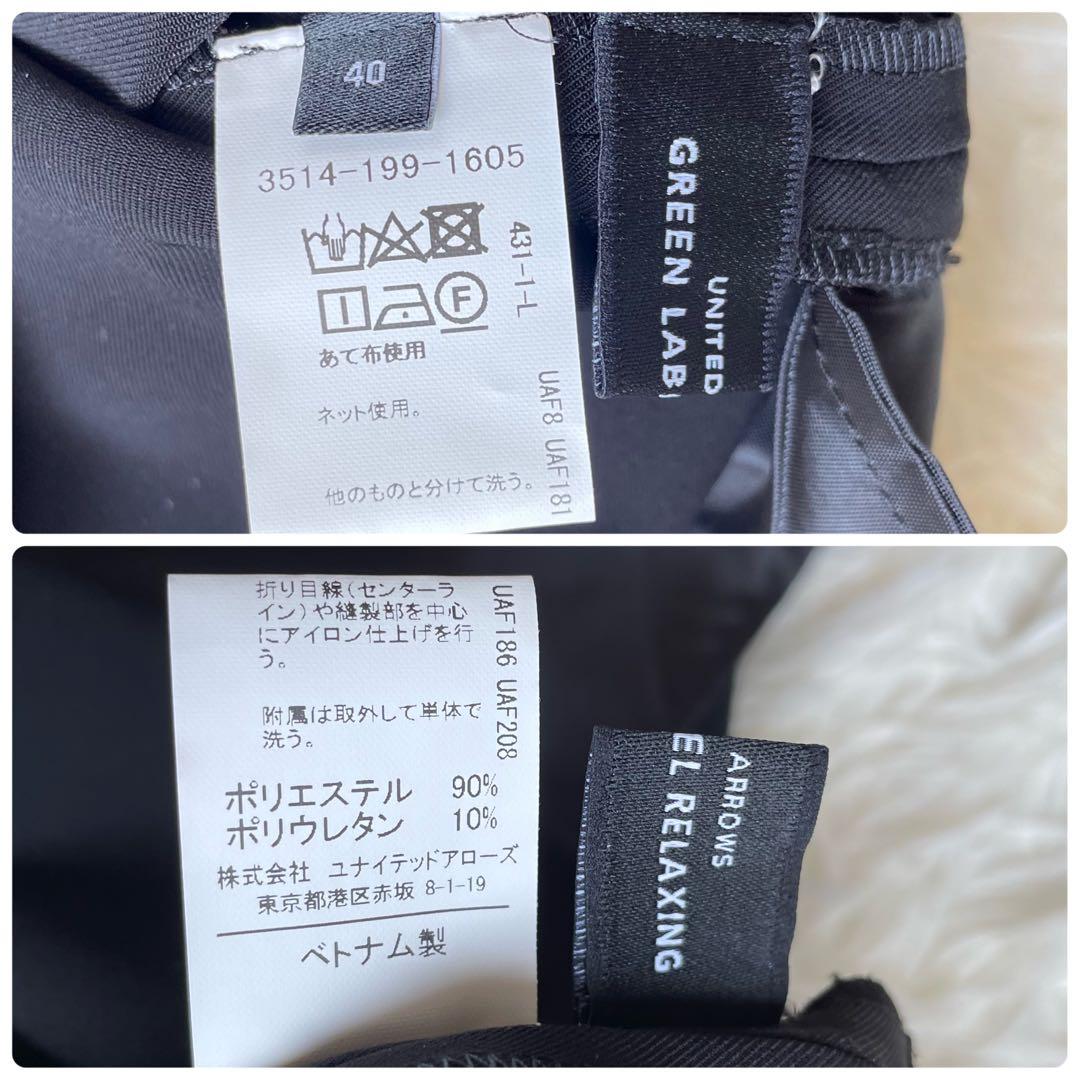 40
3514-199-1605
431-1-L
F
あて布使用
ネット使用。
他のものと分けて洗う。
UAF8 UAF181
UNITED
GREEN LAB
折り目線(センターラ
イン)や縫製部を中心
にアイロン仕上げを行
う。
附属は取外して単体で
洗う。
UAF186 UAF208
ポリエステル 90%
ポリウレタン 10%
株式会社 ユナイテッドアローズ
東京都港区赤坂 8-1-19
ベトナム製
ARROWS
EL RELAXING